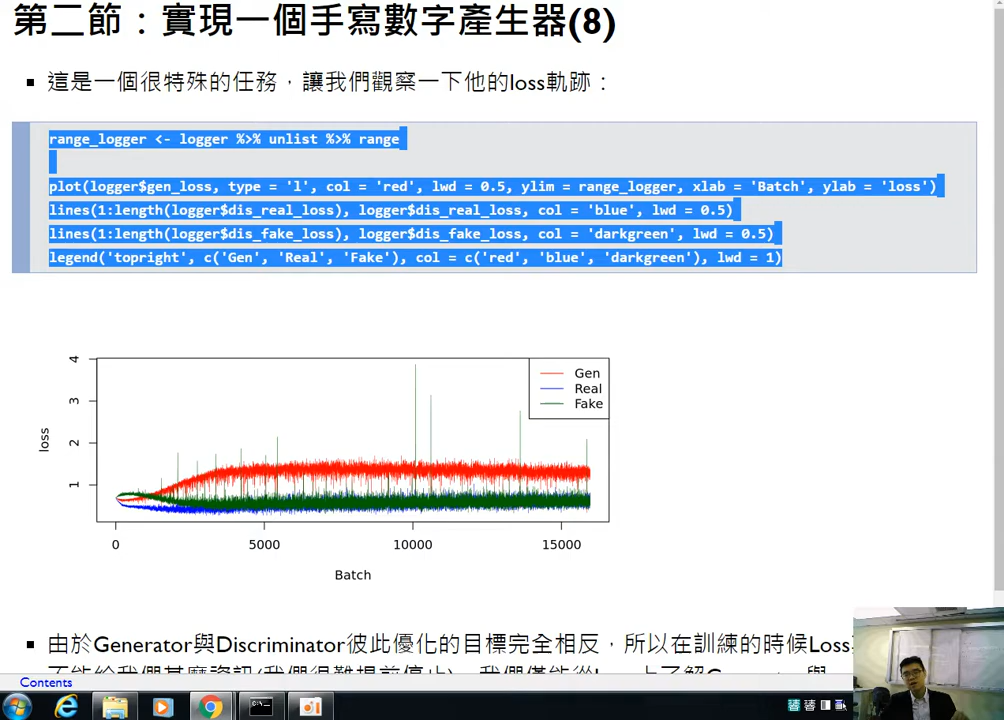 第二節：實現一個手寫數字產生器(8)
▪ 這是一個很特殊的任務，讓我們觀察一下他的loss軌跡：
range_logger <- logger %>% unlist %>% range
plot(logger$gen_loss, type = 'l', col = 'red', lwd = 0.5, ylim = range_logger, xlab = 'Batch', ylab = 'loss')
lines(1:length(logger$dis_real_loss), logger$dis_real_loss, col = 'blue', lwd = 0.5)
lines(1:length(logger$dis_fake_loss), logger$dis_fake_loss, col = 'darkgreen', lwd = 0.5)
legend('topright', c('Gen', 'Real', 'Fake'), col = c('red', 'blue', 'darkgreen'), lwd = 1)
4
3
2
1
loss
Gen
Real
Fake
0 5000 10000 15000
Batch
▪ 由於Generator與Discriminator彼此優化的目標完全相反，所以在訓練的時候Loss
Contents